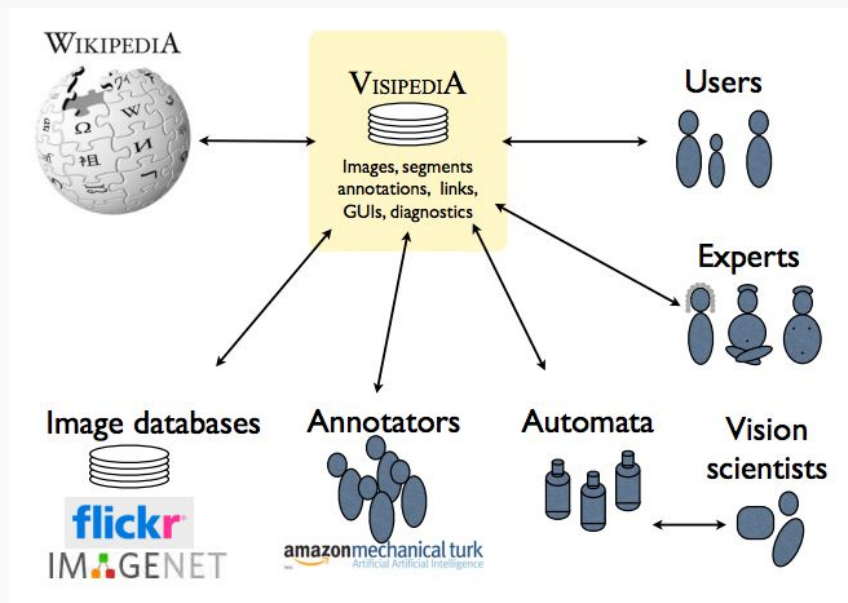 WIKIPEDIA
Ω
W
И
祖
VISIPEDIA
Images, segments
annotations, links,
GUIs, diagnostics
Users
Experts
Image databases
flickr
IMAGENET
Annotators
amazonmechanical turk
Artificial Artificial Intelligence
Automata
Vision
scientists